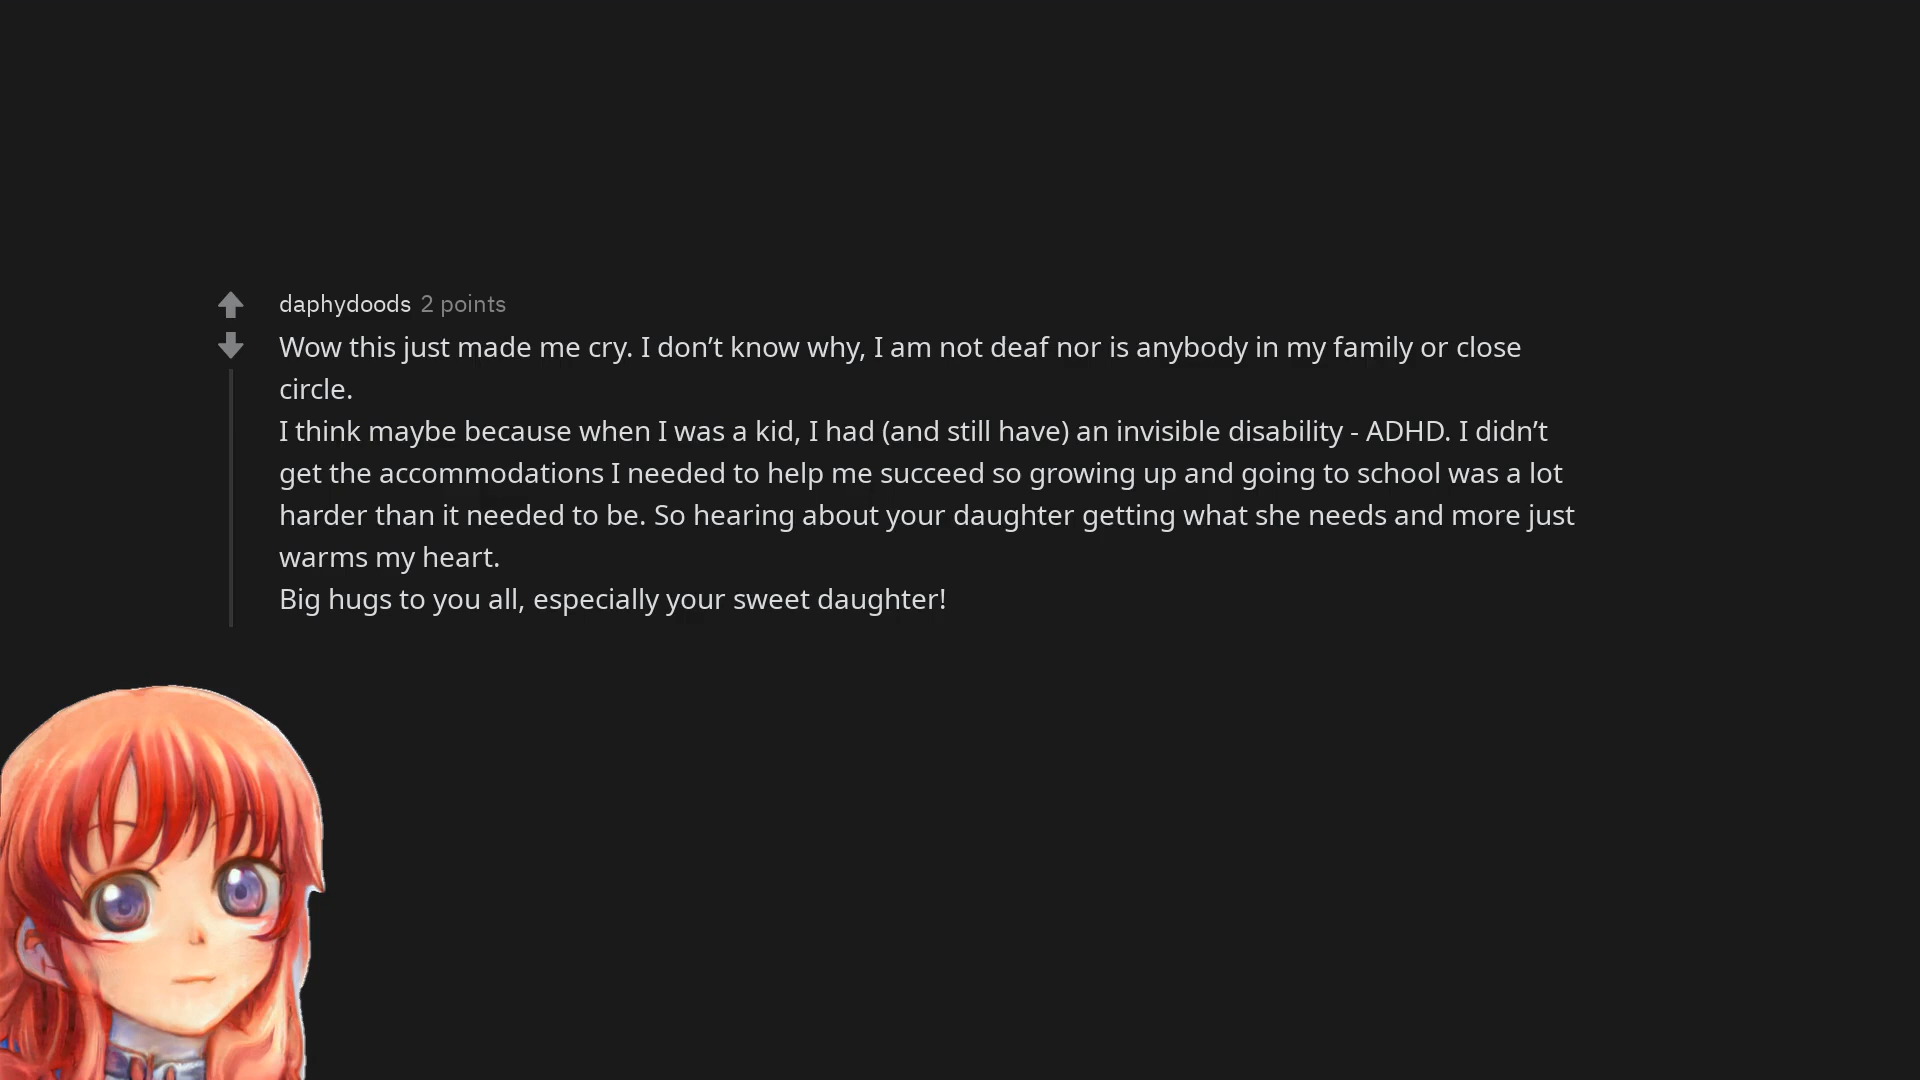 daphydoods 2 points
Wow this just made me cry. I don’t know why, I am not deaf nor is anybody in my family or close
circle.
I think maybe because when I was a kid, I had (and still have) an invisible disability - ADHD. I didn’t
get the accommodations I needed to help me succeed so growing up and going to school was a lot
harder than it needed to be. So hearing about your daughter getting what she needs and more just
warms my heart.
Big hugs to you all, especially your sweet daughter!